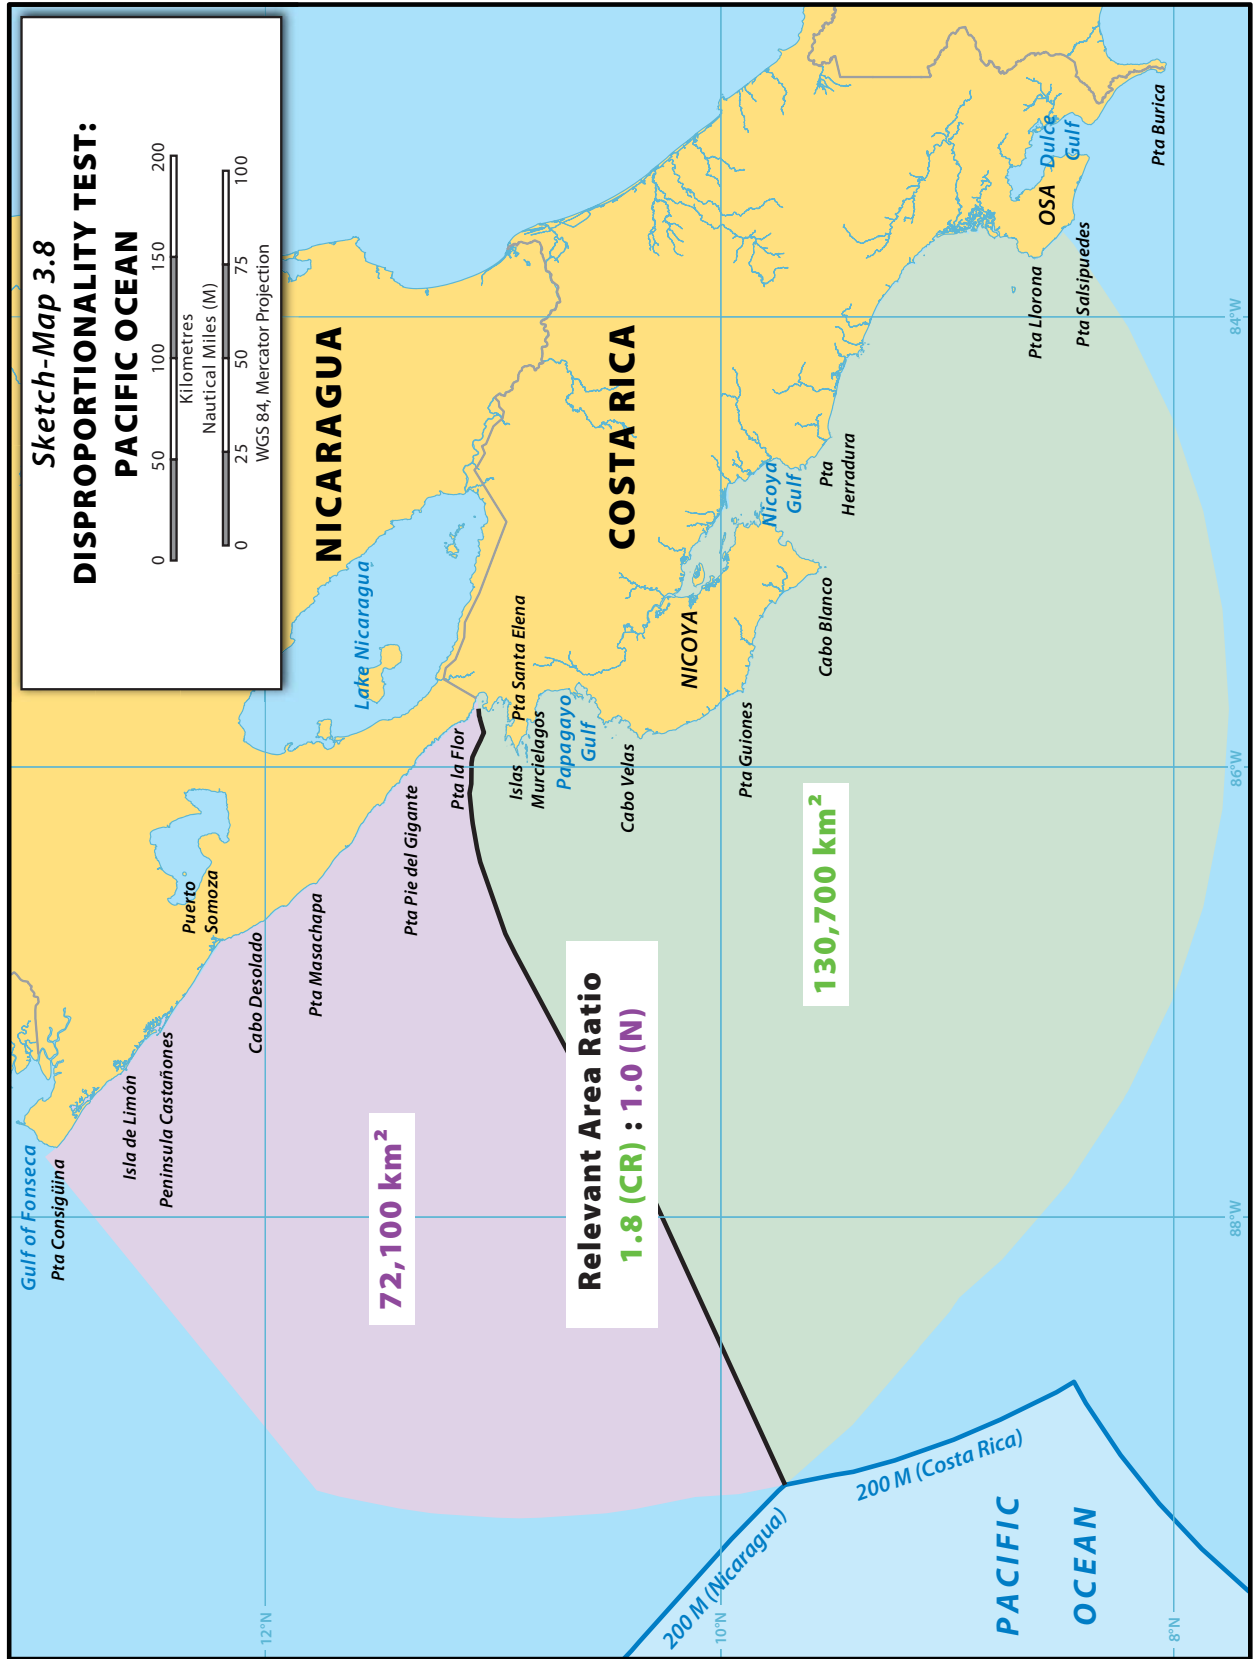 Sketch-Map 3.8
DISPROPORTIONALITY TEST:
PACIFIC OCEAN
0 50 100 150 200
Kilometres
Nautical Miles (M)
0 25 50 75 100
WGS 84, Mercator Projection
Gulf of Fonseca
Pta Consigüina
Isla de Limón
Peninsula Castañones
Puerto
Somoza
Cabo Desolado
Pta Masachapa
Pta Pie del Gigante
Pta la Flor
Lake Nicaragua
NICARAGUA
Islas
Murcielagos
Pta Santa Elena
Papagayo
Gulf
Cabo Velas
COSTA RICA
NICOYA
Pta Guiones
Cabo Blanco
Nicoya
Gulf
Pta
Herradura
Pta Llorona
Pta Salsipuedes
OSA
Dulce
Gulf
Pta Burica
72,100 km²
Relevant Area Ratio
1.8 (CR) : 1.0 (N)
130,700 km²
200 M (Nicaragua)
200 M (Costa Rica)
PACIFIC
OCEAN
12°N
10°N
8°N
88°W
86°W
84°W